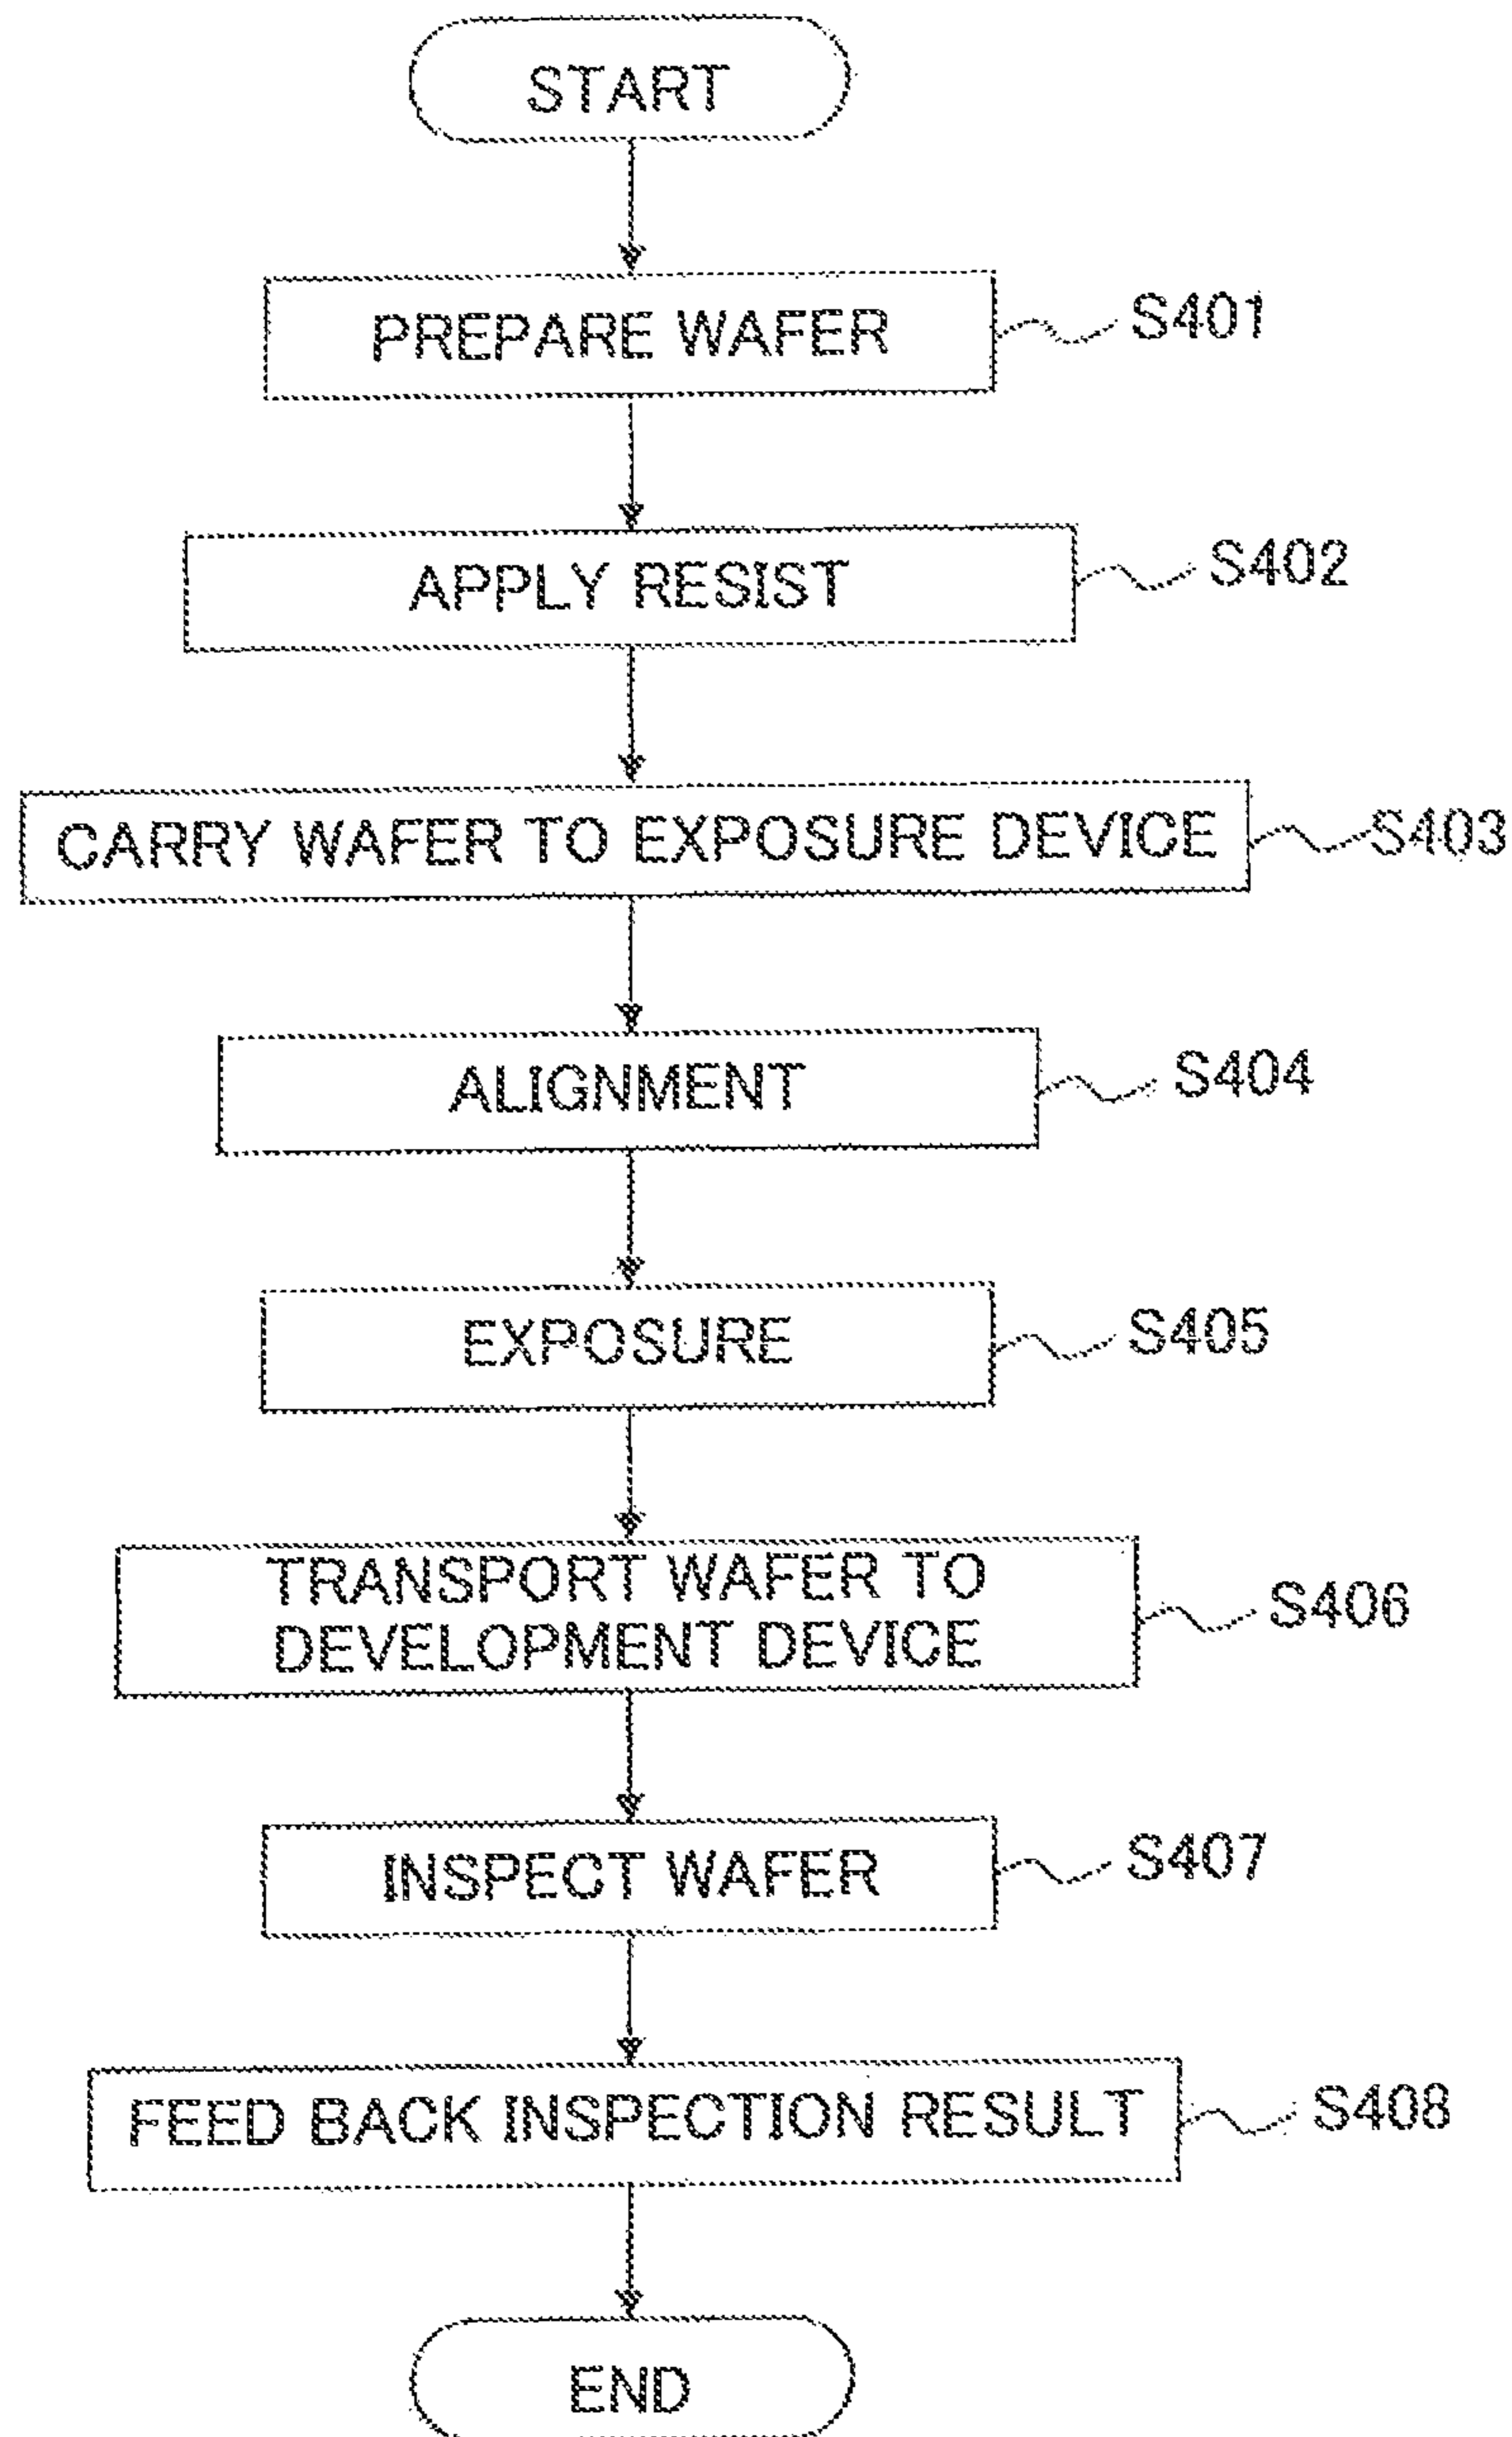 START
PREPARE WAFER S401
APPLY RESIST S402
CARRY WAFER TO EXPOSURE DEVICE S403
ALIGNMENT S404
EXPOSURE S405
TRANSPORT WAFER TO
DEVELOPMENT DEVICE S406
INSPECT WAFER S407
FEED BACK INSPECTION RESULT S408
END